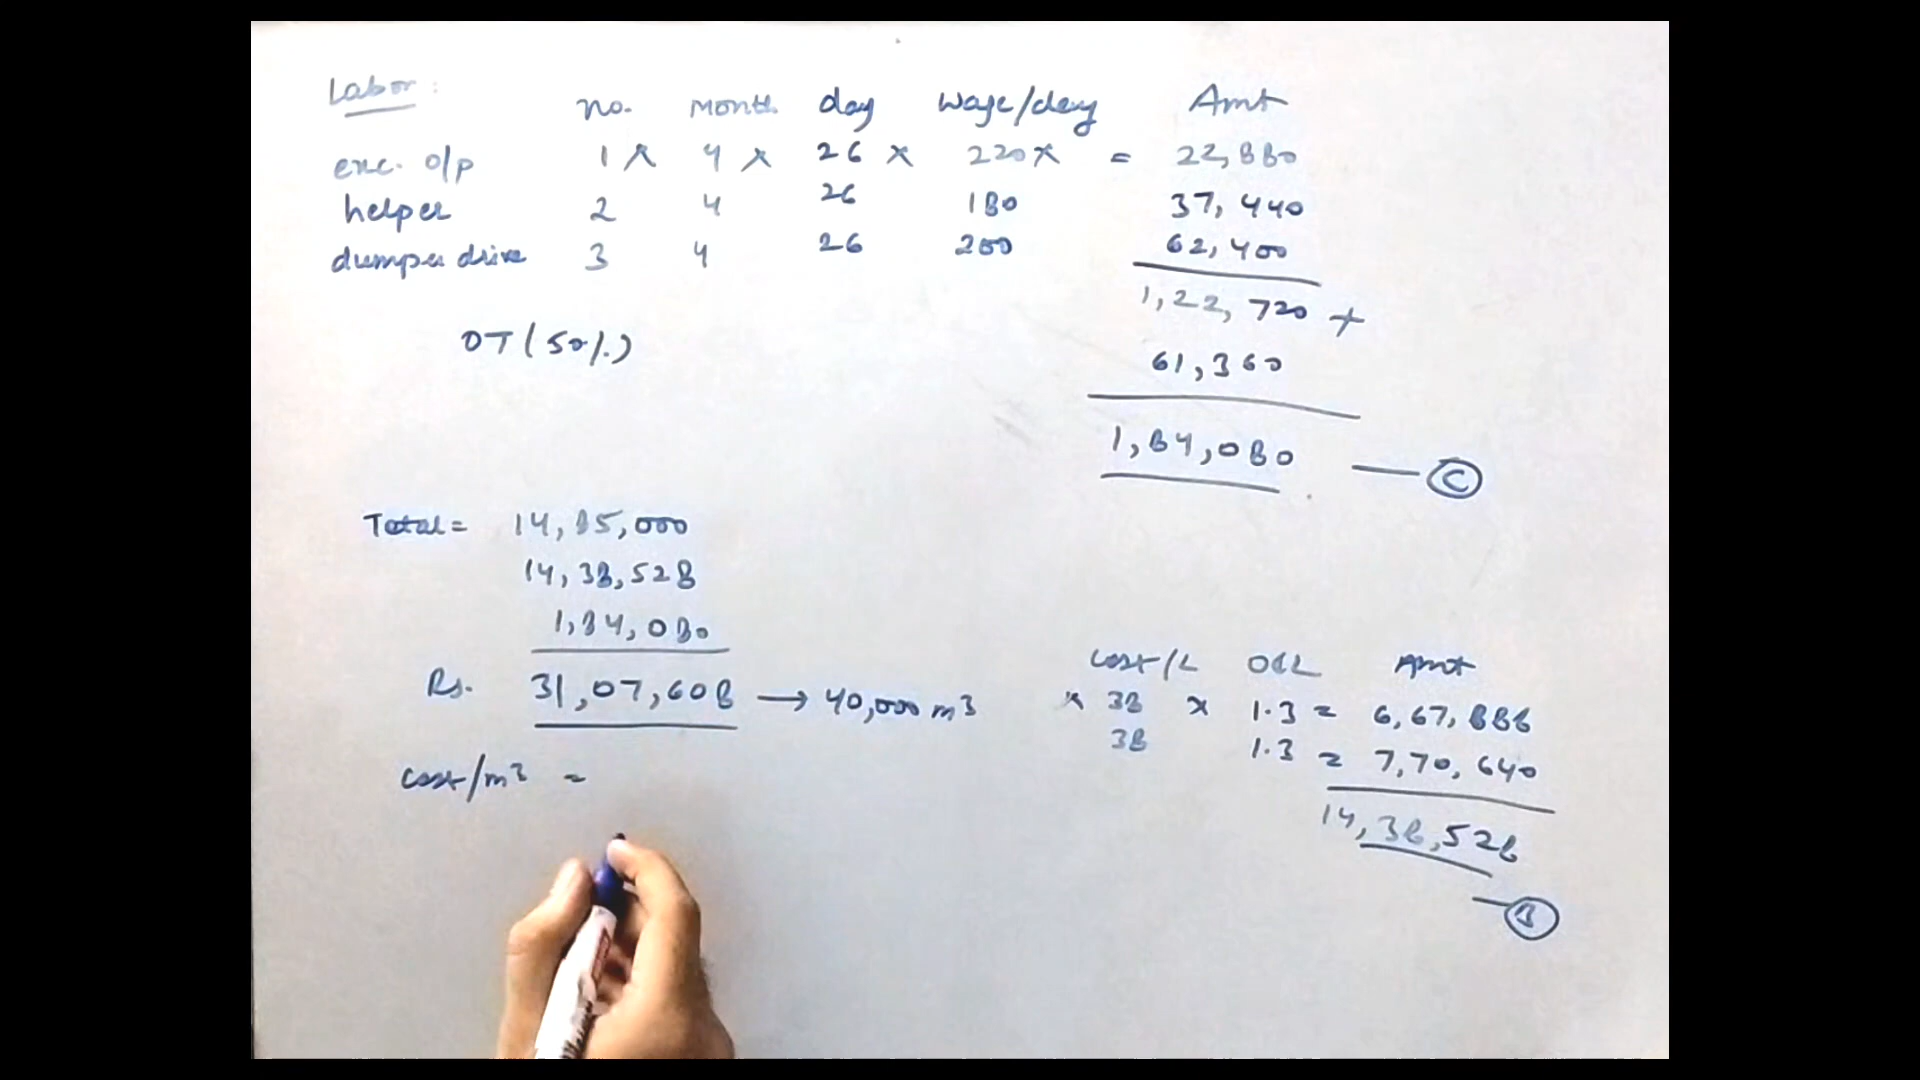 Labor:
no. Month day wage/day Amt
exc. o/p 1 x 4 x 26 x 220 x = 22,880
helper 2 4 26 180 37,440
dumper drive 3 4 26 200 62,400
1,22,720 +
OT (50%) 61,360
1,84,080 — C
Total = 14,85,000
14,38,528
1,84,080
Rs. 31,07,608 → 40,000 m3
cost/m3 =
cost/L OLL Amt
x 38 x 1.3 = 6,67,888
38 1.3 = 7,70,640
14,38,528
— B